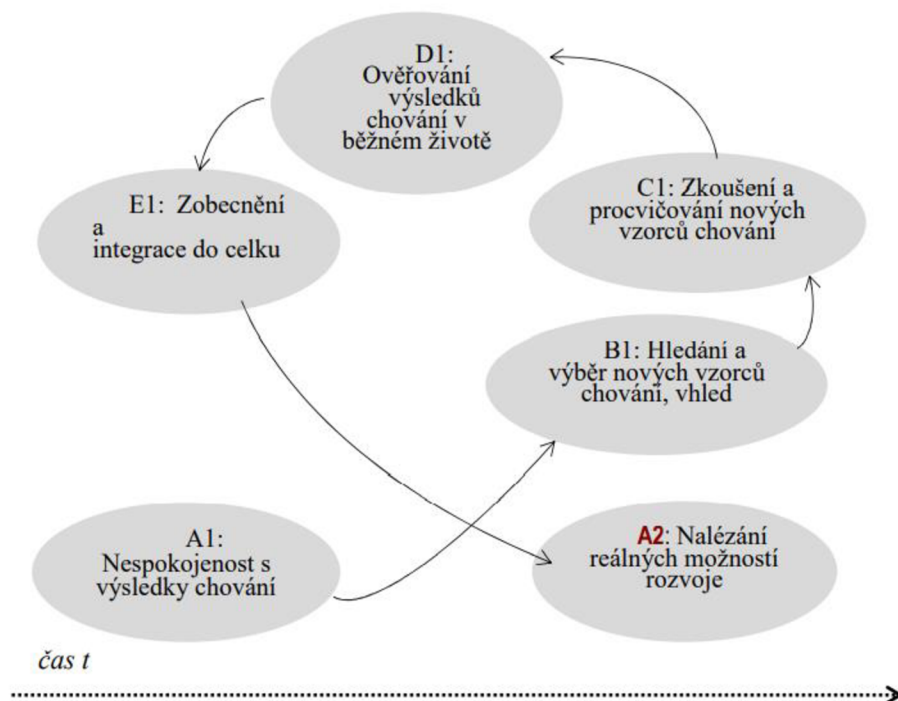 D1:
Ověřování
výsledků
chování v
běžném životě
E1: Zobecnění
a
integrace do celku
C1: Zkoušení a
procvičování nových
vzorců chování
B1: Hledání a
výběr nových vzorců
chování, vhled
A1:
Nespokojenost s
výsledky chování
A2: Nalézání
reálných možností
rozvoje
čas t